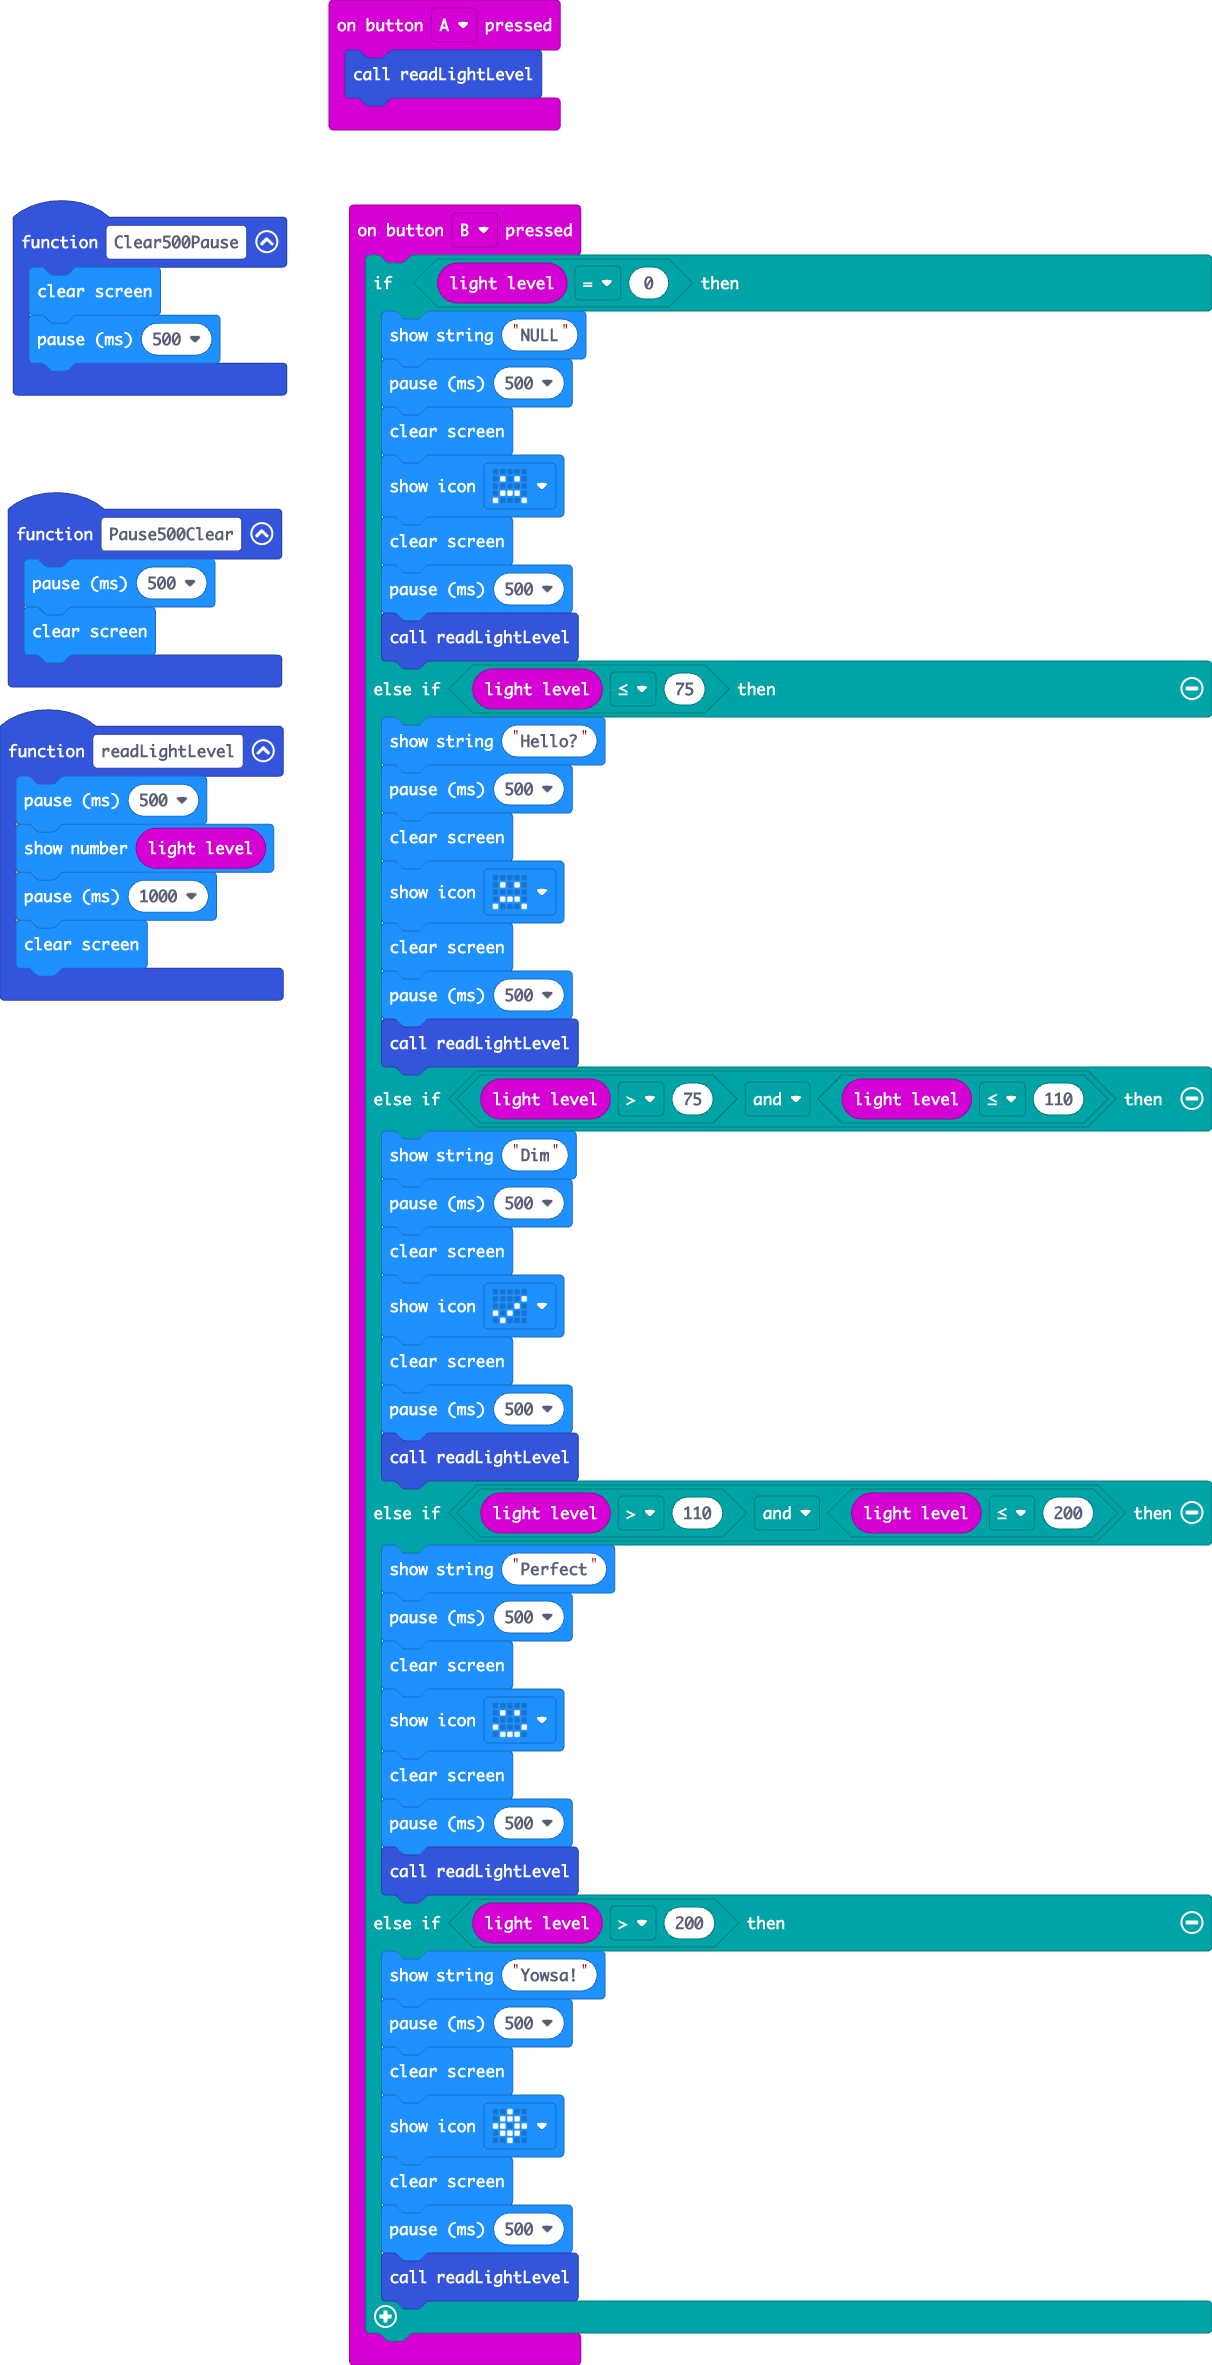 on button A pressed
call readLightLevel
function Clear500Pause
clear screen
pause (ms) 500
function Pause500Clear
pause (ms) 500
clear screen
function readLightLevel
pause (ms) 500
show number light level
pause (ms) 1000
clear screen
on button B pressed
if light level = 0 then
show string "NULL"
pause (ms) 500
clear screen
show icon
clear screen
pause (ms) 500
call readLightLevel
else if light level ≤ 75 then
show string "Hello?"
pause (ms) 500
clear screen
show icon
clear screen
pause (ms) 500
call readLightLevel
else if light level > 75 and light level ≤ 110 then
show string "Dim"
pause (ms) 500
clear screen
show icon
clear screen
pause (ms) 500
call readLightLevel
else if light level > 110 and light level ≤ 200 then
show string "Perfect"
pause (ms) 500
clear screen
show icon
clear screen
pause (ms) 500
call readLightLevel
else if light level > 200 then
show string "Yowsa!"
pause (ms) 500
clear screen
show icon
clear screen
pause (ms) 500
call readLightLevel